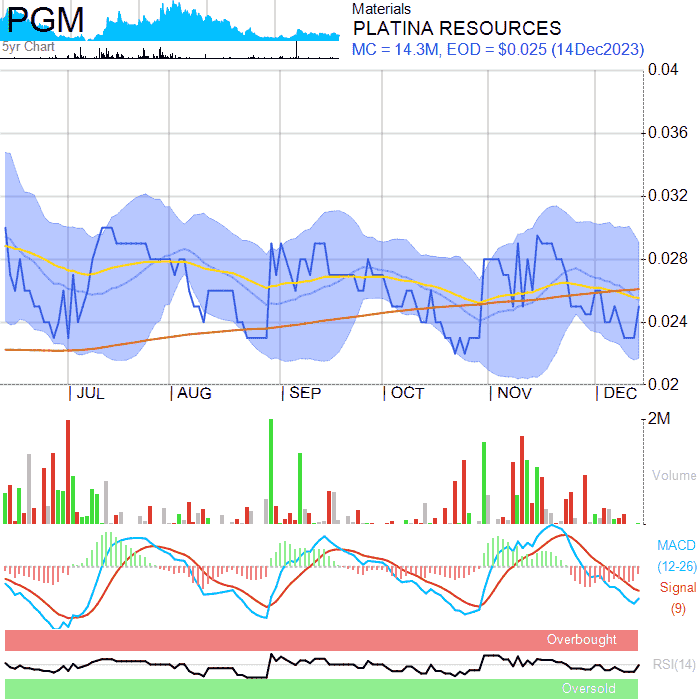 PGM
5yr Chart
Materials
PLATINA RESOURCES
MC = 14.3M, EOD = $0.025 (14Dec2023)
0.04
0.036
0.032
0.028
0.024
0.02
JUL AUG SEP OCT NOV DEC
2M
Volume
MACD
(12-26)
Signal
(9)
Overbought
RSI(14)
Oversold